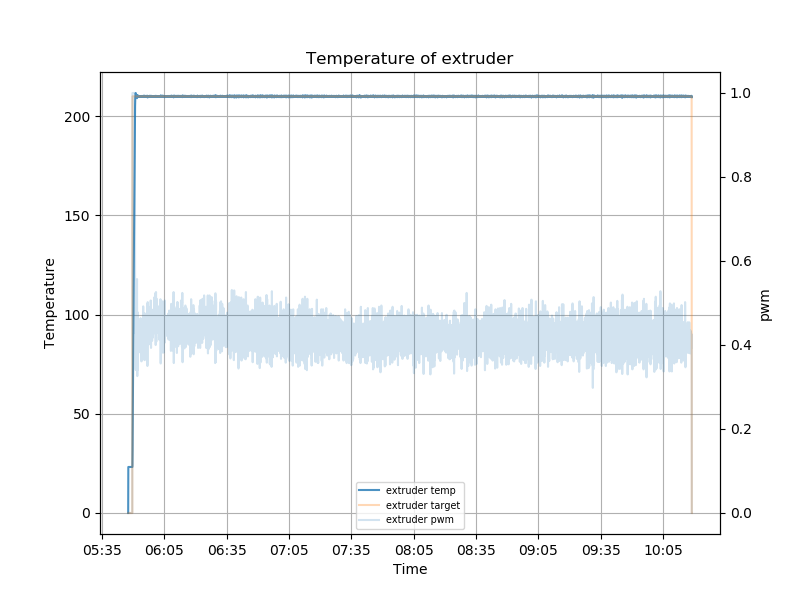 Temperature of extruder
200
150
100
50
0
Temperature
1.0
0.8
0.6
0.4
0.2
0.0
pwm
extruder temp
extruder target
extruder pwm
05:35 06:05 06:35 07:05 07:35 08:05 08:35 09:05 09:35 10:05
Time